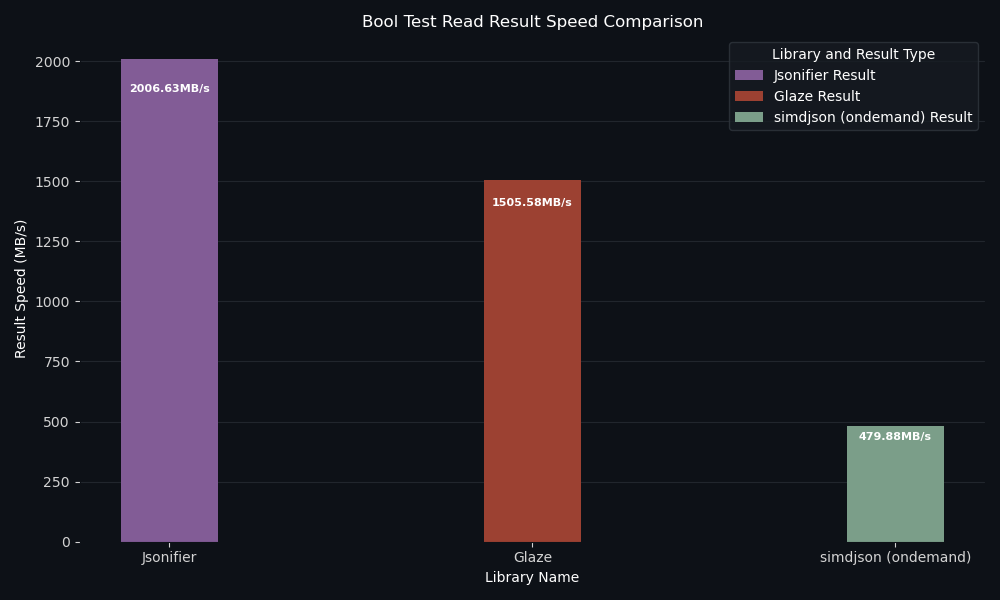 Bool Test Read Result Speed Comparison
Library and Result Type
Jsonifier Result
Glaze Result
simdjson (ondemand) Result
Result Speed (MB/s)
2000
1750
1500
1250
1000
750
500
250
0
2006.63MB/s
1505.58MB/s
479.88MB/s
Jsonifier
Glaze
simdjson (ondemand)
Library Name